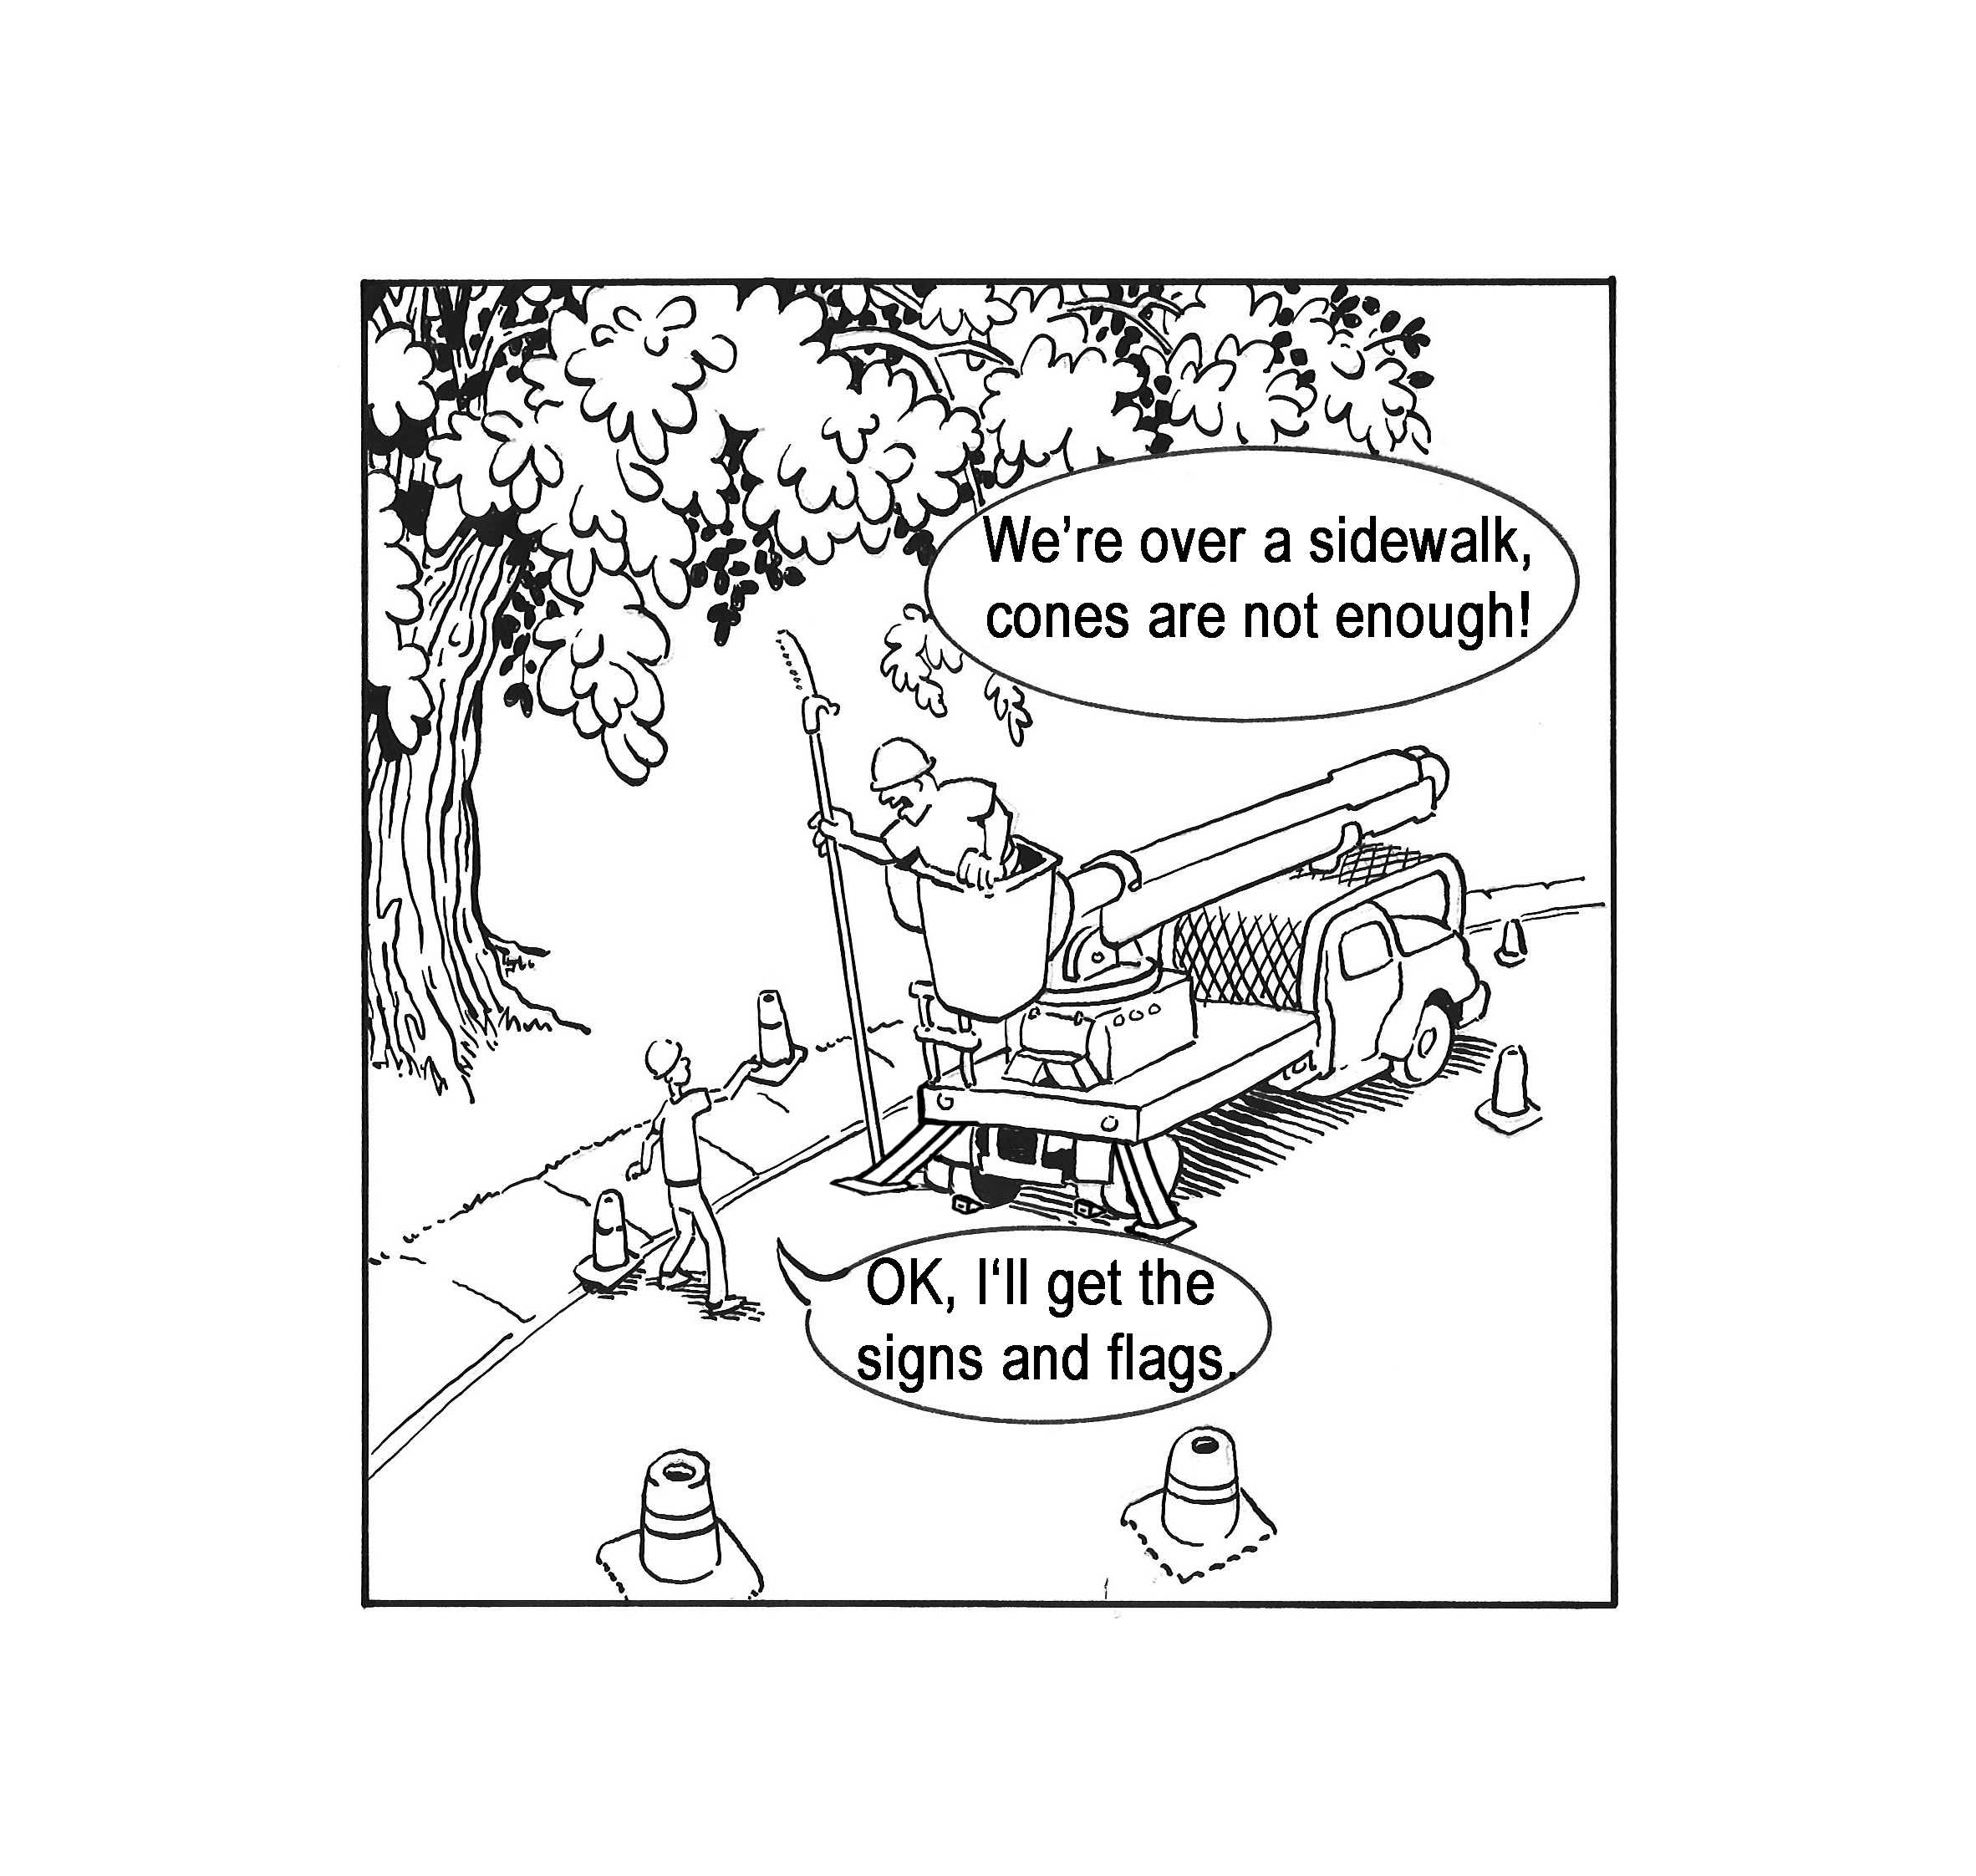 We’re over a sidewalk,
cones are not enough!
OK, I‘ll get the
signs and flags.